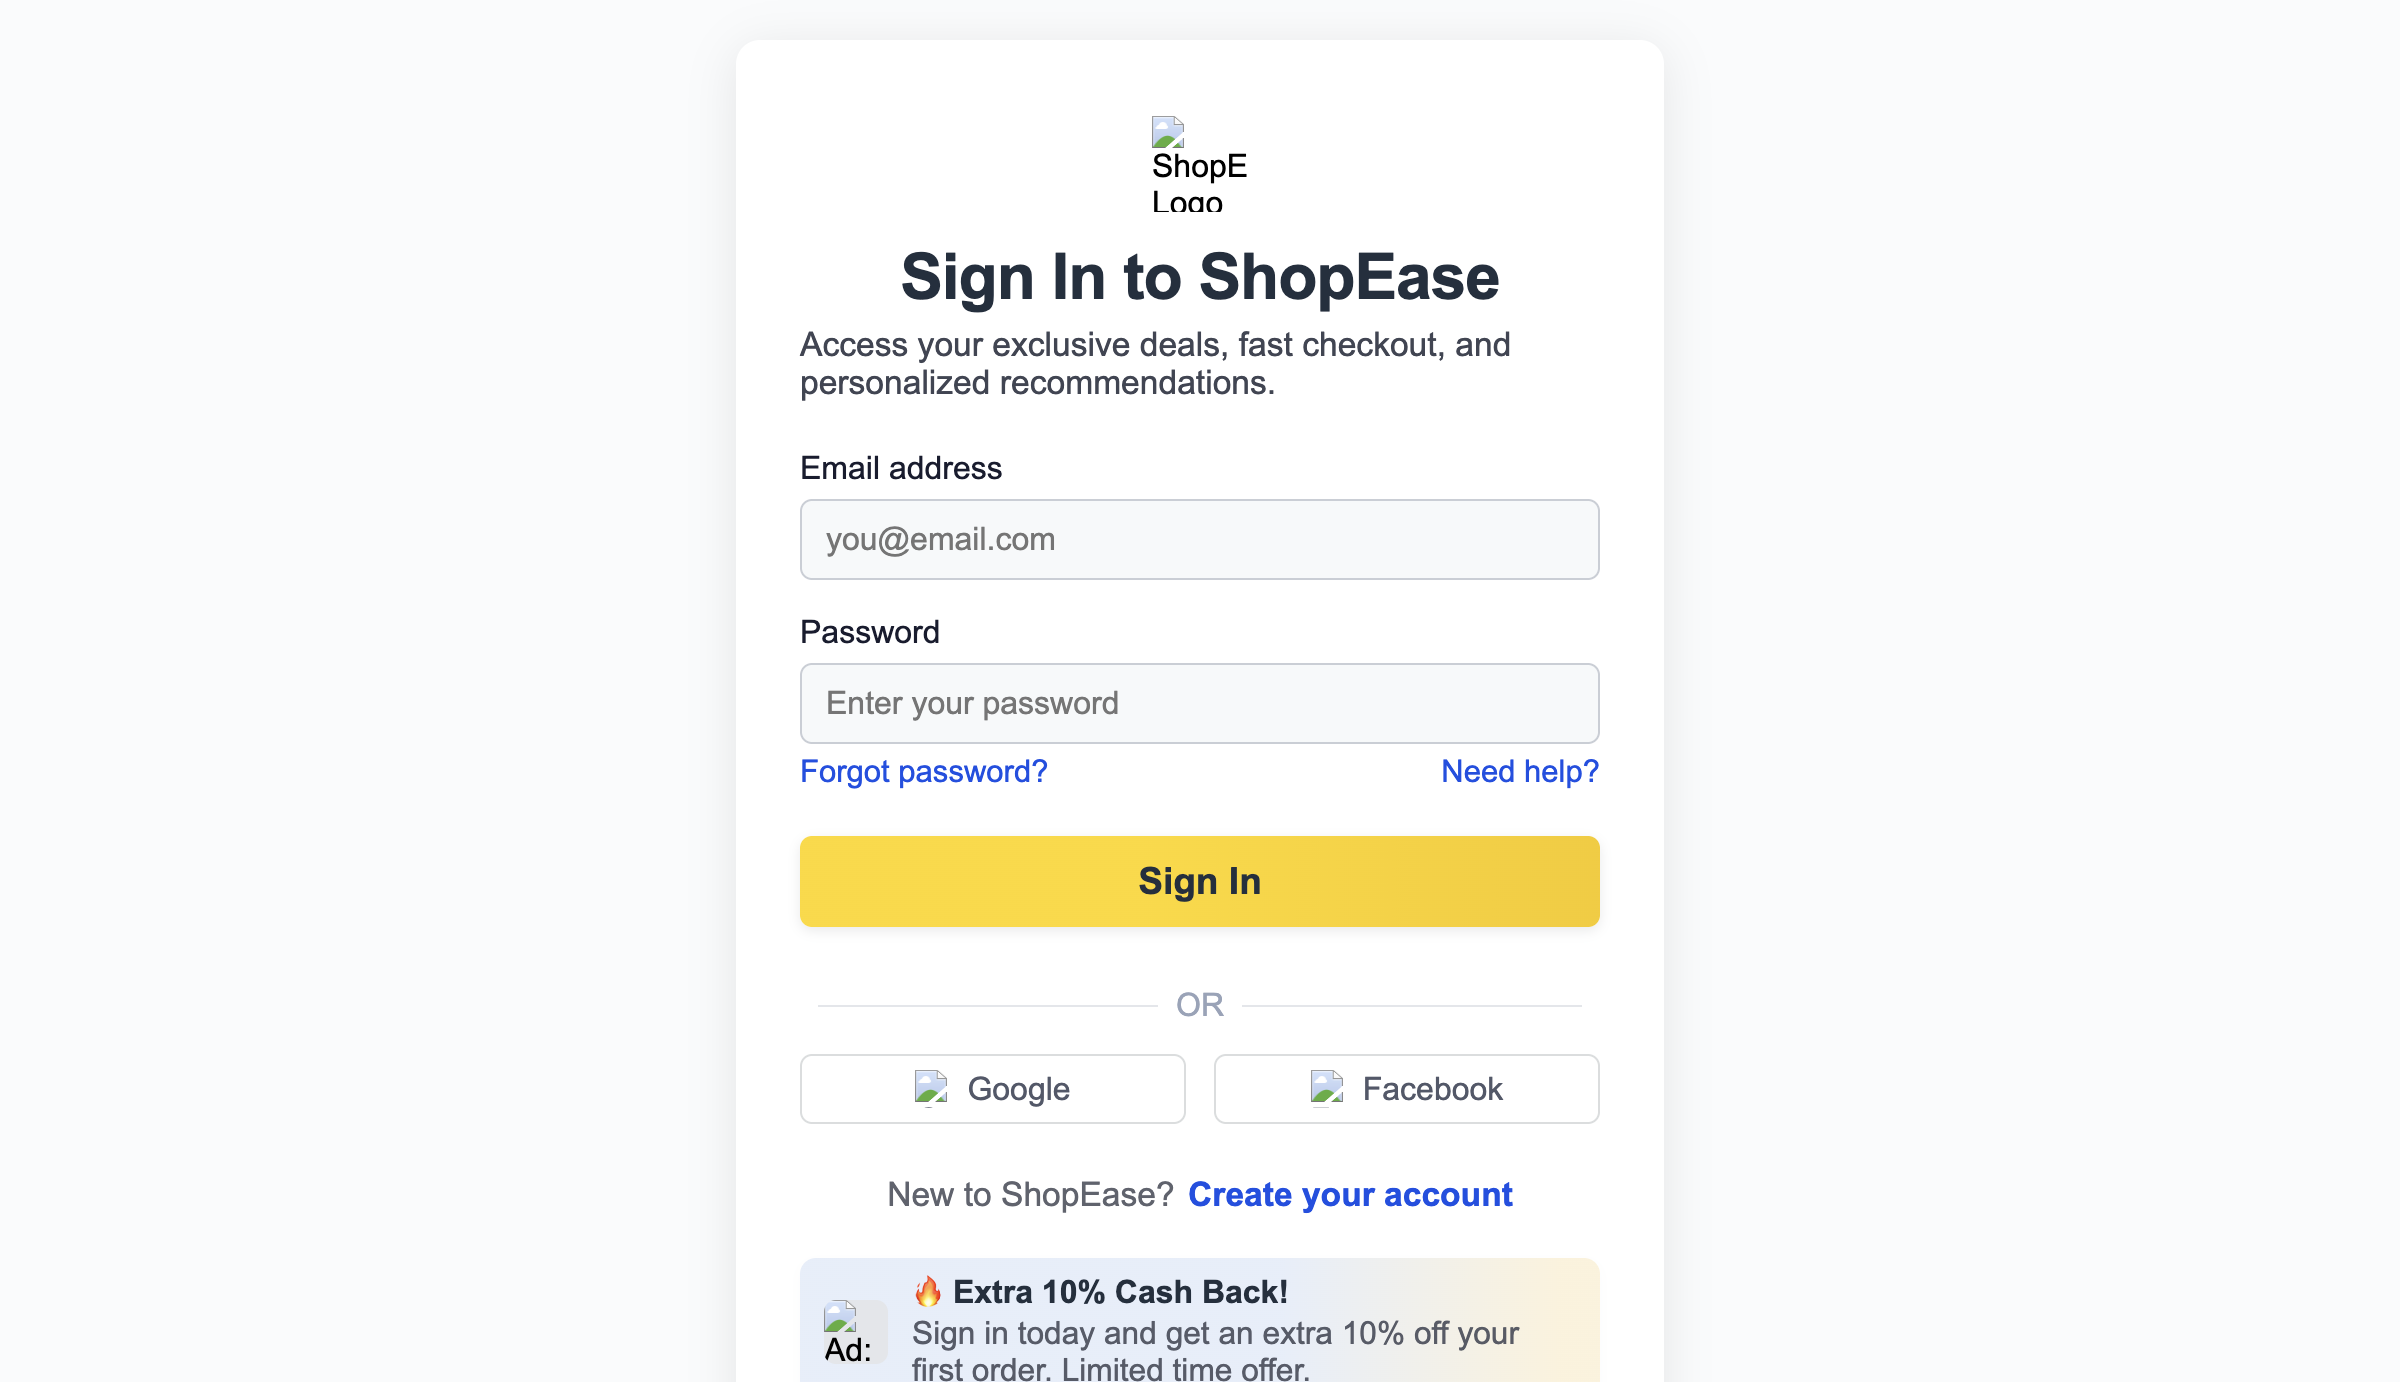 ShopE
Logo
Sign In to ShopEase
Access your exclusive deals, fast checkout, and
personalized recommendations.
Email address
you@email.com
Password
Enter your password
Forgot password? Need help?
Sign In
OR
Google Facebook
New to ShopEase? Create your account
🔥 Extra 10% Cash Back!
Ad:
Sign in today and get an extra 10% off your
first order. Limited time offer.